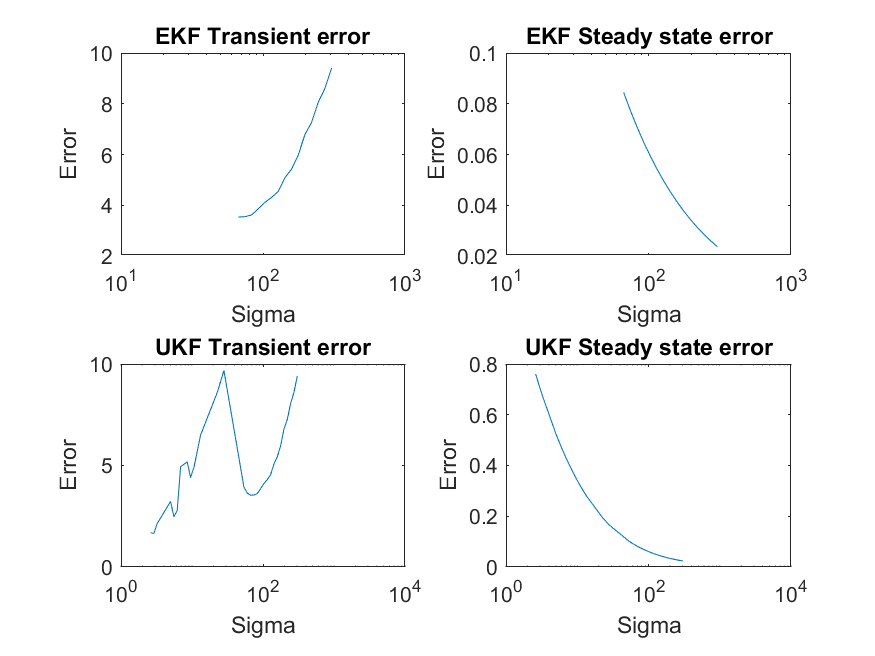 EKF Transient error
10
8
6
4
2
Error
10^1
10^2
10^3
Sigma
EKF Steady state error
0.1
0.08
0.06
0.04
0.02
Error
10^1
10^2
10^3
Sigma
UKF Transient error
10
5
0
Error
10^0
10^2
10^4
Sigma
UKF Steady state error
0.8
0.6
0.4
0.2
0
Error
10^0
10^2
10^4
Sigma